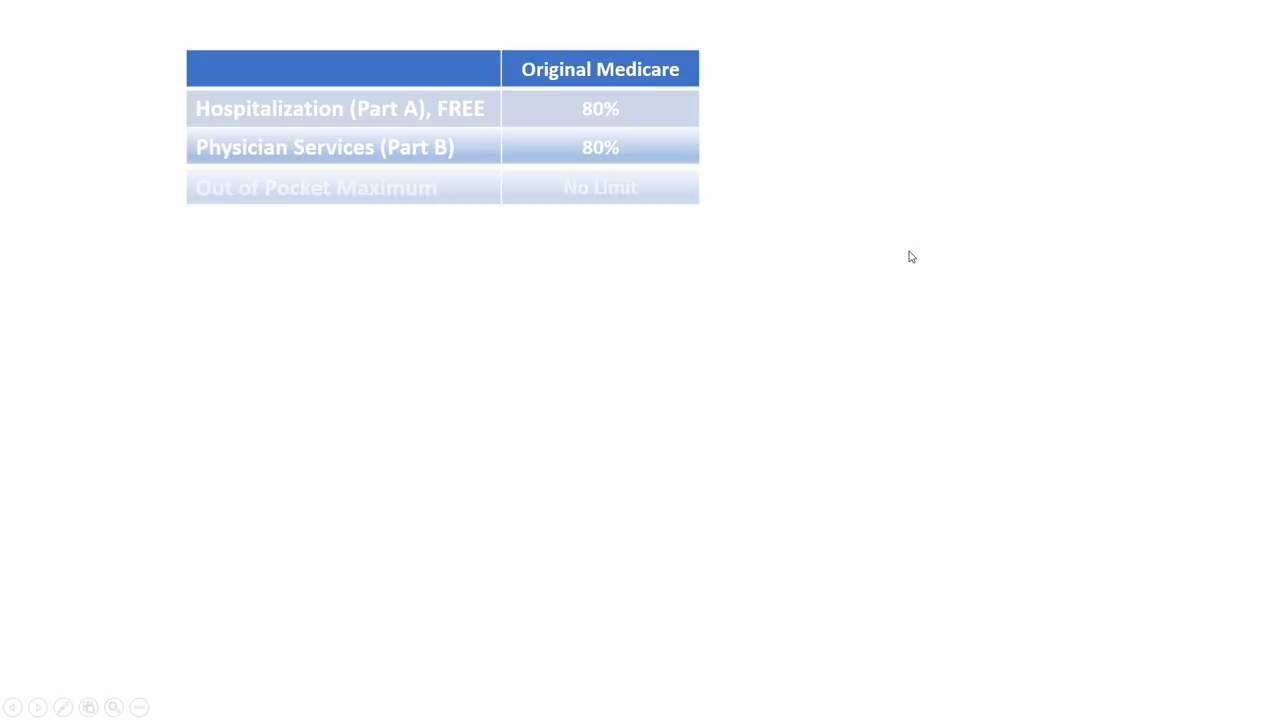 Original Medicare
Hospitalization (Part A), FREE 80%
Physician Services (Part B) 80%
Out of Pocket Maximum No Limit